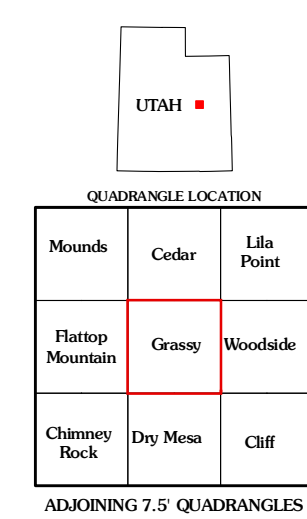 UTAH
QUADRANGLE LOCATION
Mounds
Cedar
Lila
Point
Flattop
Mountain
Grassy
Woodside
Chimney
Rock
Dry Mesa
Cliff
ADJOINING 7.5' QUADRANGLES